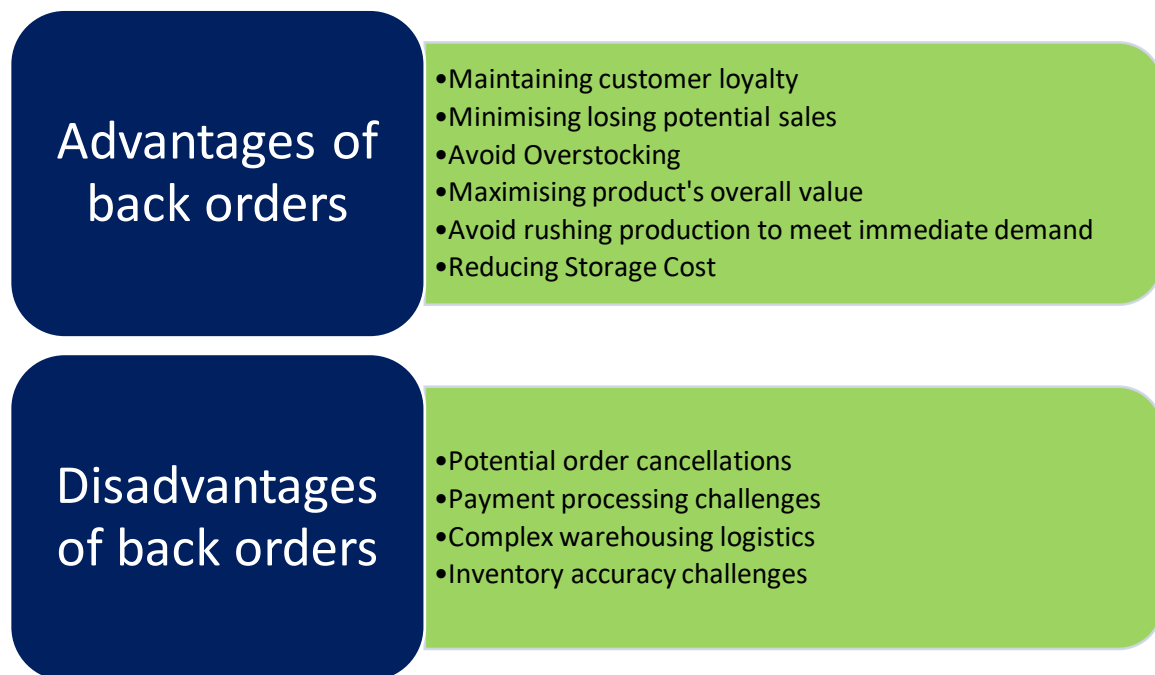 Advantages of
back orders
•Maintaining customer loyalty
•Minimising losing potential sales
•Avoid Overstocking
•Maximising product's overall value
•Avoid rushing production to meet immediate demand
•Reducing Storage Cost
Disadvantages
of back orders
•Potential order cancellations
•Payment processing challenges
•Complex warehousing logistics
•Inventory accuracy challenges